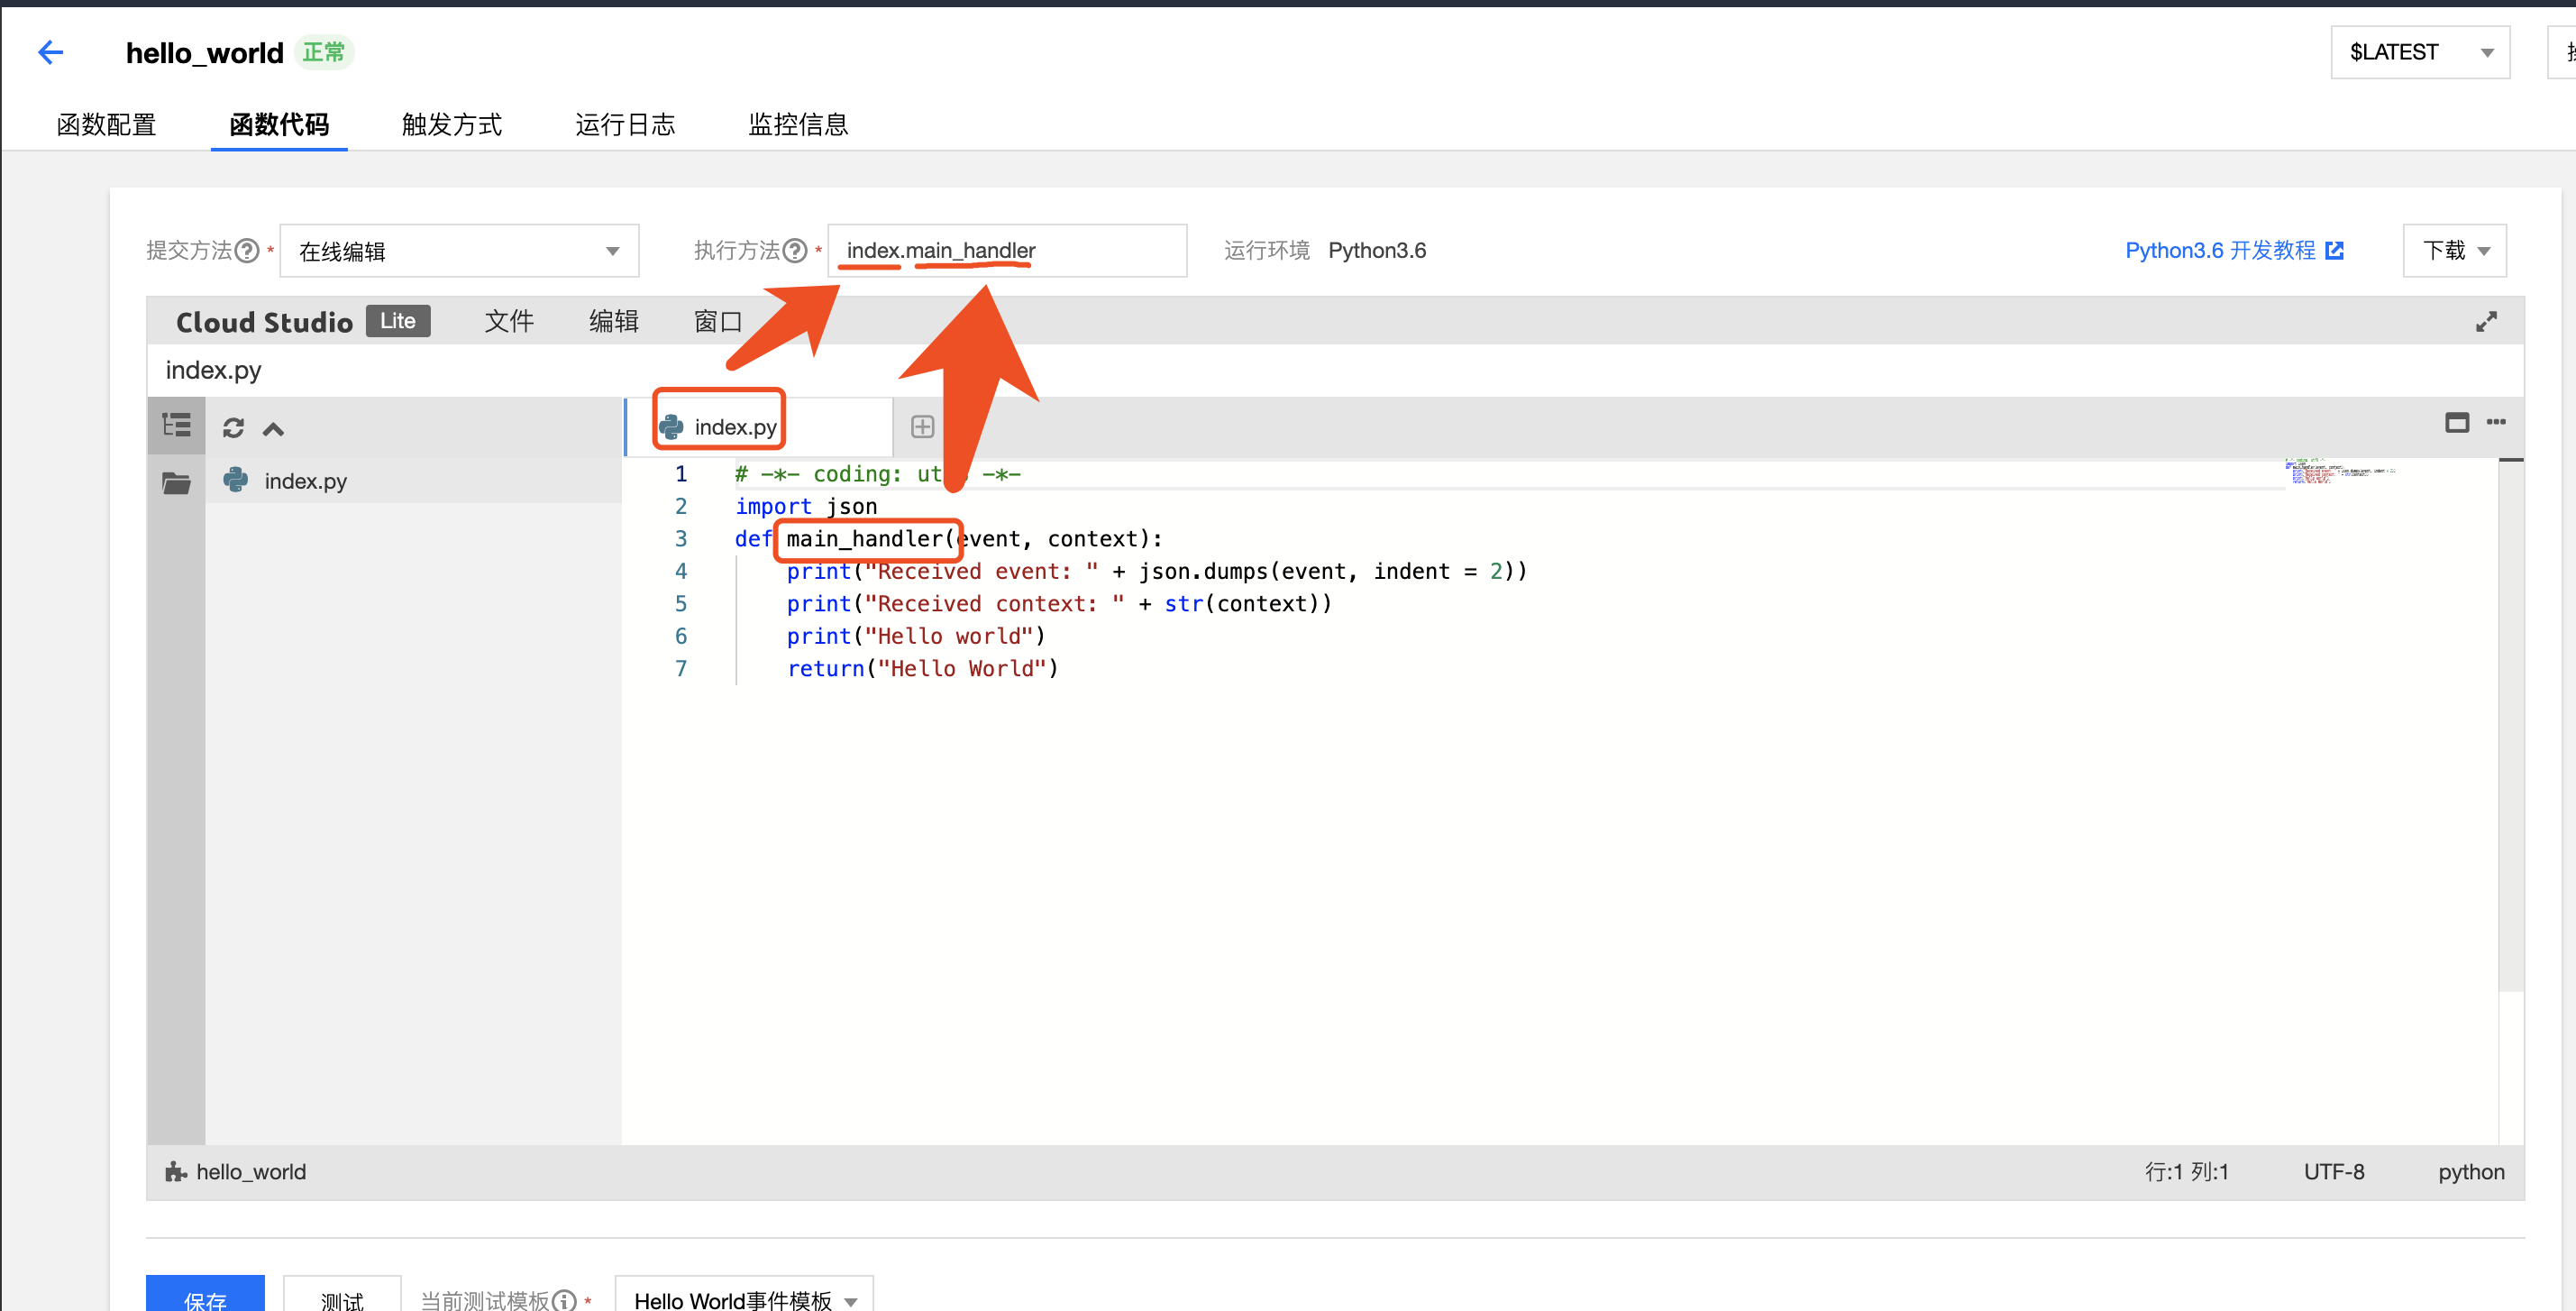 hello_world 正常
$LATEST
函数配置 函数代码 触发方式 运行日志 监控信息
提交方法 * 在线编辑 执行方法 * index.main_handler 运行环境 Python3.6 Python3.6 开发教程 下载
Cloud Studio Lite 文件 编辑 窗口
index.py
index.py
index.py
1 # -*- coding: -*-
2 import json
3 def main_handler(event, context):
4 print("Received event: " + json.dumps(event, indent = 2))
5 print("Received context: " + str(context))
6 print("Hello world")
7 return("Hello World")
hello_world 行:1 列:1 UTF-8 python
保存 测试 当前测试模板 * Hello World事件模板